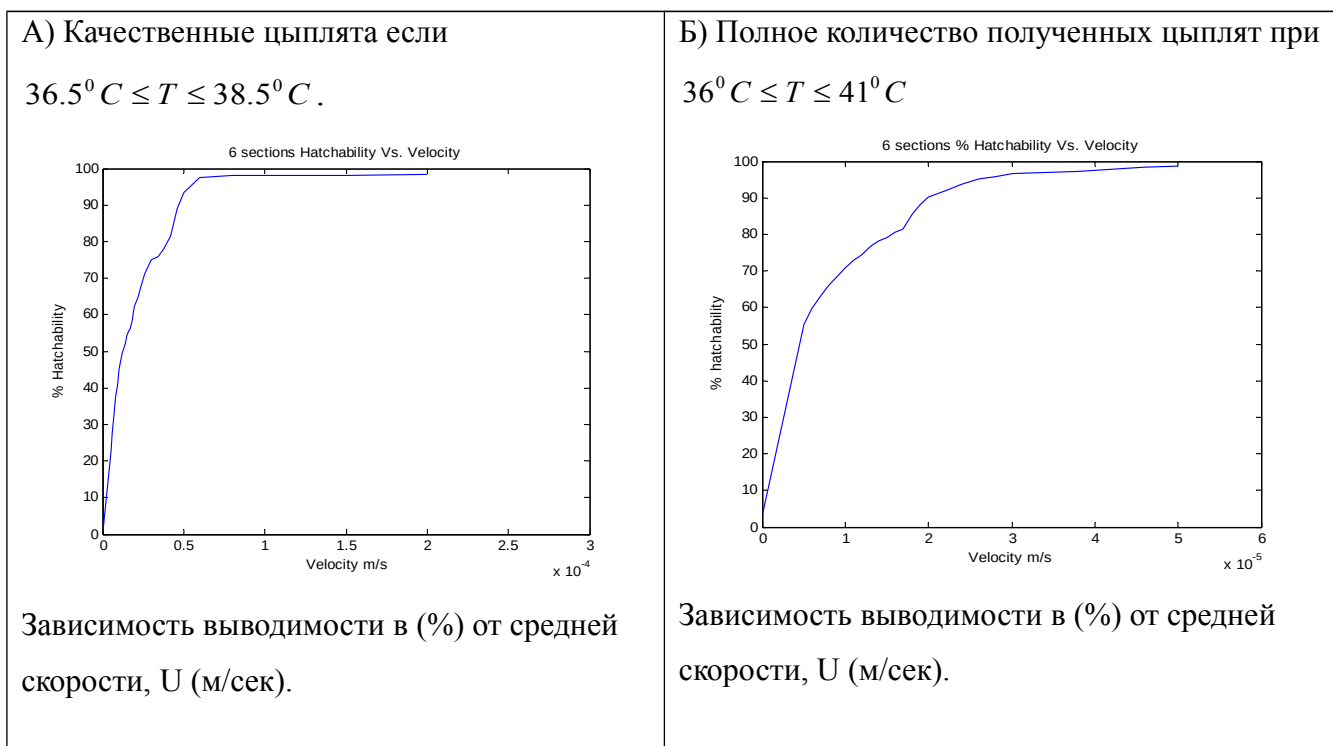 А) Качественные цыплята если
36.5⁰ C ≤ T ≤ 38.5⁰ C .
6 sections Hatchability Vs. Velocity
100
90
80
70
60
50
40
30
20
10
0
% Hatchability
0 0.5 1 1.5 2 2.5 3
Velocity m/s
x 10⁻⁴
Зависимость выводимости в (%) от средней
скорости, U (м/сек).
Б) Полное количество полученных цыплят при
36⁰ C ≤ T ≤ 41⁰ C
6 sections % Hatchability Vs. Velocity
100
90
80
70
60
50
40
30
20
10
0
% hatchability
0 1 2 3 4 5 6
Velocity m/s
x 10⁻⁵
Зависимость выводимости в (%) от средней
скорости, U (м/сек).